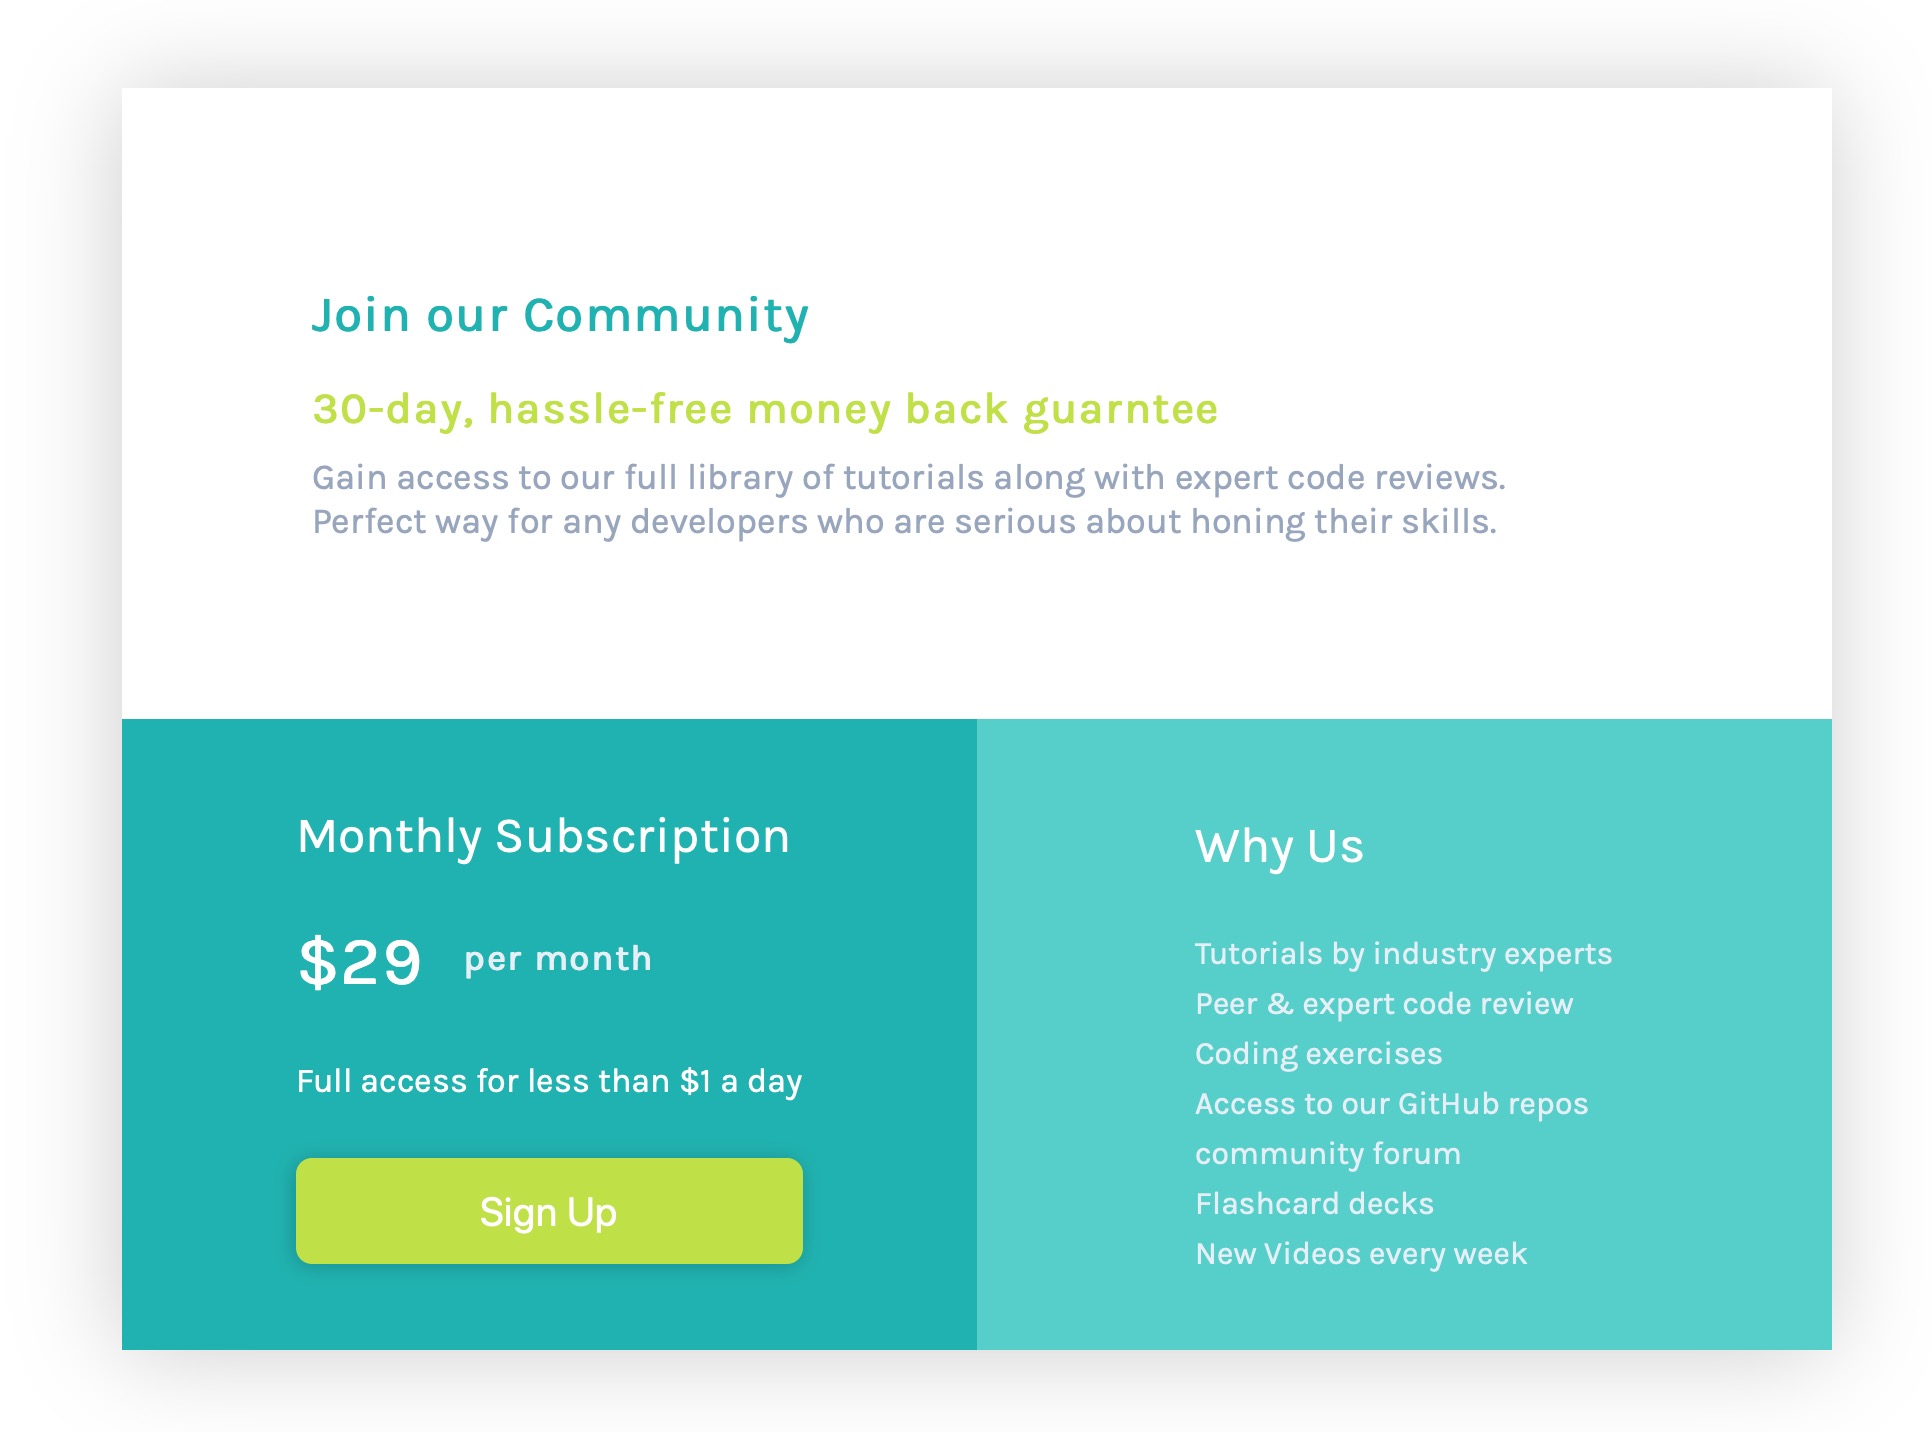 Join our Community
30-day, hassle-free money back guarntee
Gain access to our full library of tutorials along with expert code reviews.
Perfect way for any developers who are serious about honing their skills.
Monthly Subscription
$29 per month
Full access for less than $1 a day
Sign Up
Why Us
Tutorials by industry experts
Peer & expert code review
Coding exercises
Access to our GitHub repos
community forum
Flashcard decks
New Videos every week